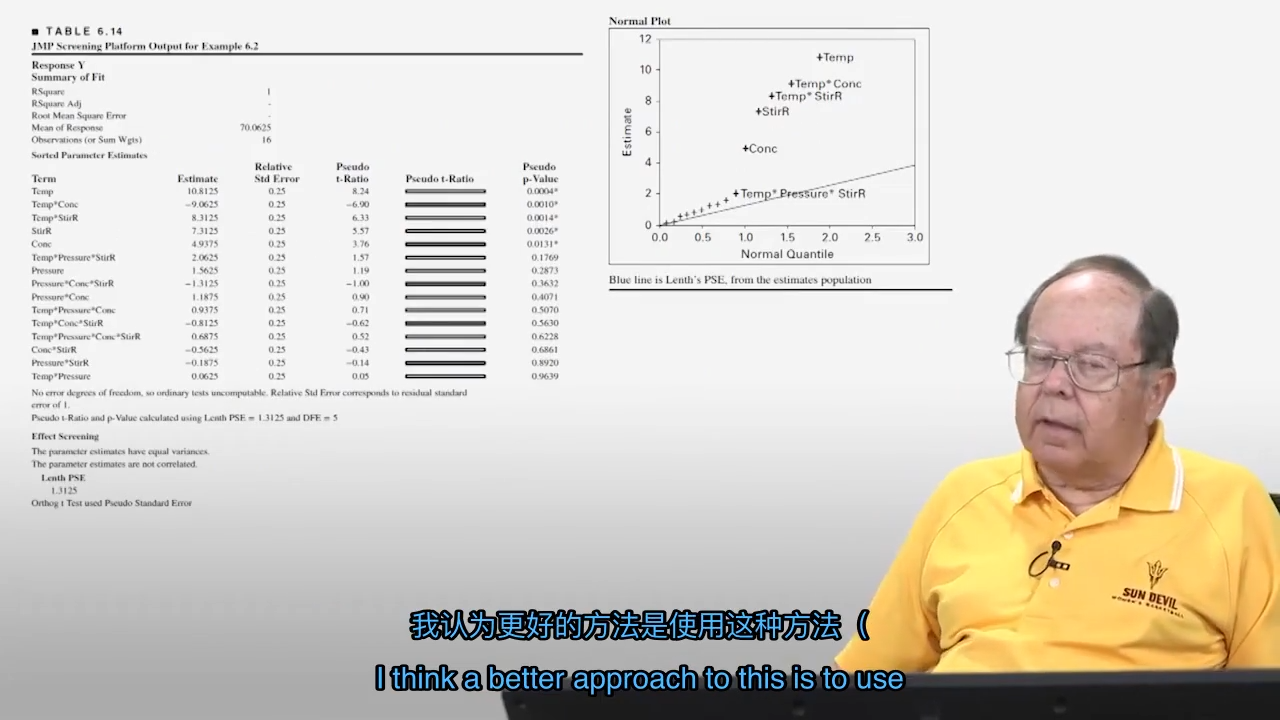 ■ TABLE 6.14
JMP Screening Platform Output for Example 6.2
Response Y
Summary of Fit
RSquare 1
RSquare Adj -
Root Mean Square Error -
Mean of Response 70.0625
Observations (or Sum Wgts) 16
Sorted Parameter Estimates
Term Estimate Relative Std Error Pseudo t-Ratio Pseudo t-Ratio Pseudo p-Value
Temp 10.8125 0.25 8.24 0.0004*
Temp*Conc −9.0625 0.25 −6.90 0.0010*
Temp*StirR 8.3125 0.25 6.33 0.0014*
StirR 7.3125 0.25 5.57 0.0026*
Conc 4.9375 0.25 3.76 0.0131*
Temp*Pressure*StirR 2.0625 0.25 1.57 0.1769
Pressure 1.5625 0.25 1.19 0.2873
Pressure*Conc*StirR −1.3125 0.25 −1.00 0.3632
Pressure*Conc 1.1875 0.25 0.90 0.4071
Temp*Pressure*Conc 0.9375 0.25 0.71 0.5070
Temp*Conc*StirR −0.8125 0.25 −0.62 0.5630
Temp*Pressure*Conc*StirR 0.6875 0.25 0.52 0.6228
Conc*StirR −0.5625 0.25 −0.43 0.6861
Pressure*StirR −0.1875 0.25 −0.14 0.8920
Temp*Pressure 0.0625 0.25 0.05 0.9639
No error degrees of freedom, so ordinary tests uncomputable. Relative Std Error corresponds to residual standard
error of 1.
Pseudo t-Ratio and p-Value calculated using Lenth PSE = 1.3125 and DFE = 5
Effect Screening
The parameter estimates have equal variances.
The parameter estimates are not correlated.
Lenth PSE
1.3125
Orthog t Test used Pseudo Standard Error
Normal Plot
12
10
8
6
4
2
0
Estimate
+Temp
+Temp*Conc
+Temp* StirR
+StirR
+Conc
+Temp* Pressure* StirR
0.0 0.5 1.0 1.5 2.0 2.5 3.0
Normal Quantile
Blue line is Lenth's PSE, from the estimates population
SUN DEVIL
WOMEN'S BASKETBALL
我认为更好的方法是使用这种方法（
I think a better approach to this is to use